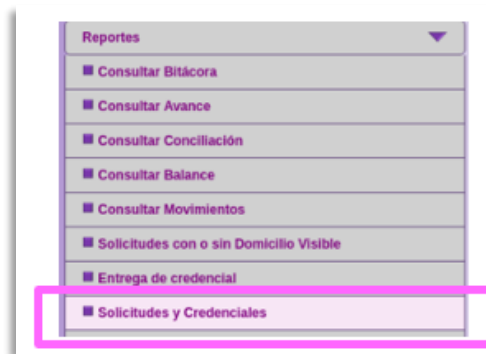 Reportes
Consultar Bitácora
Consultar Avance
Consultar Conciliación
Consultar Balance
Consultar Movimientos
Solicitudes con o sin Domicilio Visible
Entrega de credencial
Solicitudes y Credenciales